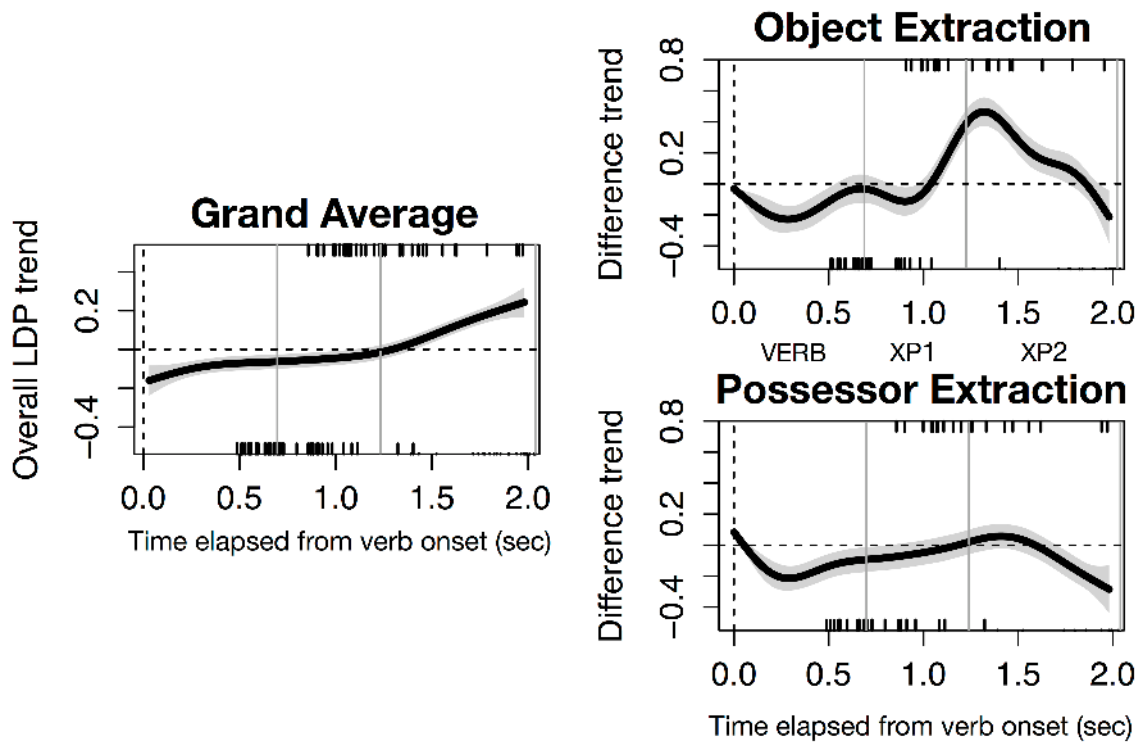 Grand Average
Overall LDP trend
0.2
−0.4
0.0 0.5 1.0 1.5 2.0
Time elapsed from verb onset (sec)
Object Extraction
Difference trend
0.8
0.2
−0.4
0.0 0.5 1.0 1.5 2.0
VERB XP1 XP2
Possessor Extraction
Difference trend
0.8
0.2
−0.4
0.0 0.5 1.0 1.5 2.0
Time elapsed from verb onset (sec)